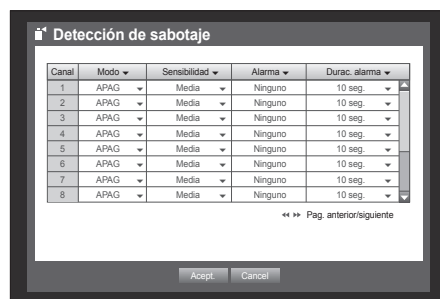 Detección de sabotaje
Canal Modo Sensibilidad Alarma Durac. alarma
1 APAG Media Ninguno 10 seg.
2 APAG Media Ninguno 10 seg.
3 APAG Media Ninguno 10 seg.
4 APAG Media Ninguno 10 seg.
5 APAG Media Ninguno 10 seg.
6 APAG Media Ninguno 10 seg.
7 APAG Media Ninguno 10 seg.
8 APAG Media Ninguno 10 seg.
Pag. anterior/siguiente
Acept. Cancel